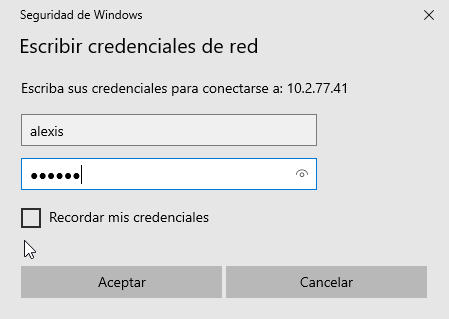 Seguridad de Windows
Escribir credenciales de red
Escriba sus credenciales para conectarse a: 10.2.77.41
alexis
●●●●●●
Recordar mis credenciales
Aceptar
Cancelar